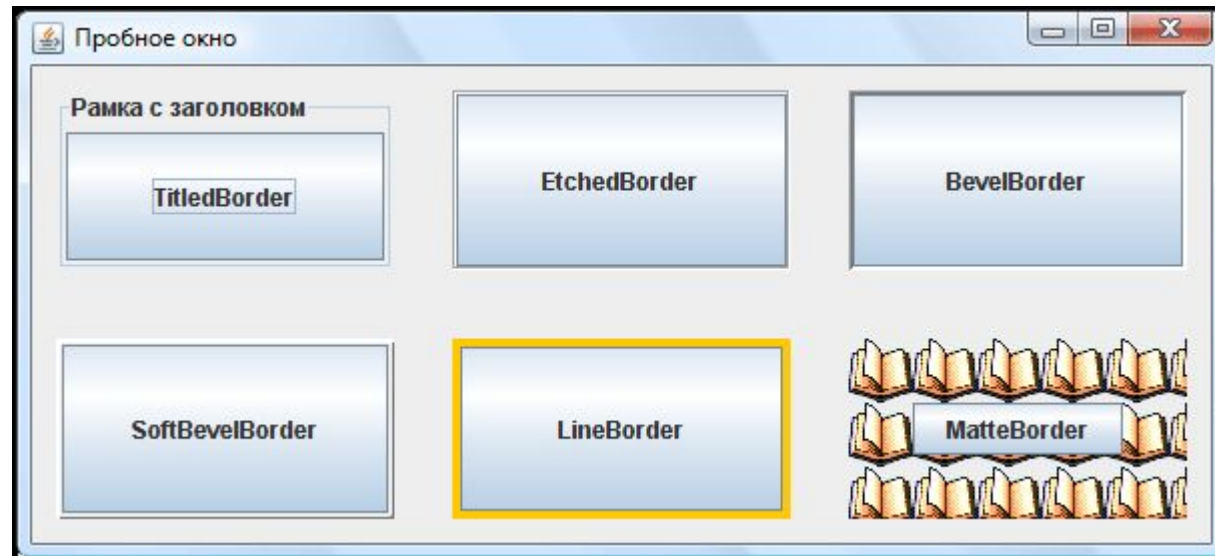 Пробное окно
Рамка с заголовком
TitledBorder
EtchedBorder
BevelBorder
SoftBevelBorder
LineBorder
MatteBorder